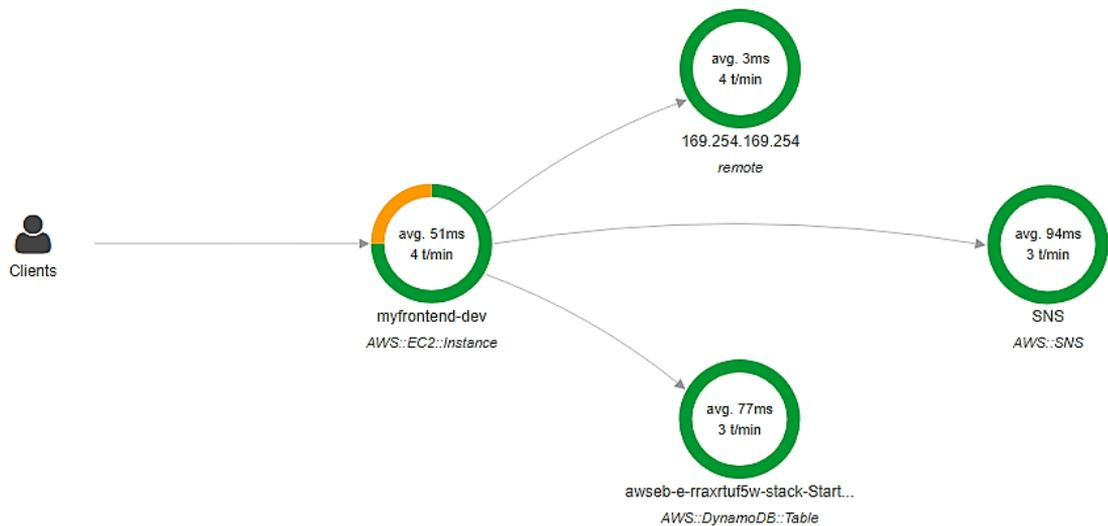 avg. 3ms
4 t/min
169.254.169.254
remote
Clients
avg. 51ms
4 t/min
myfrontend-dev
AWS::EC2::Instance
avg. 94ms
3 t/min
SNS
AWS::SNS
avg. 77ms
3 t/min
awseb-e-rraxrtuf5w-stack-Start...
AWS::DynamoDB::Table